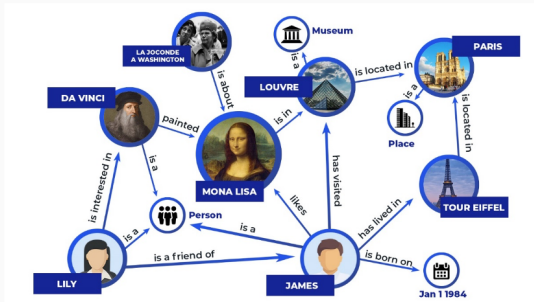 LA JOCONDE
A WASHINGTON
Museum
PARIS
is a
is about
LOUVRE
is located in
is a
DA VINCI
painted
is in
Place
is located in
MONA LISA
is interested in
is a
has visited
likes
TOUR EIFFEL
Person
is a
is a
has lived in
is a friend of
is born on
LILY
JAMES
Jan 1 1984